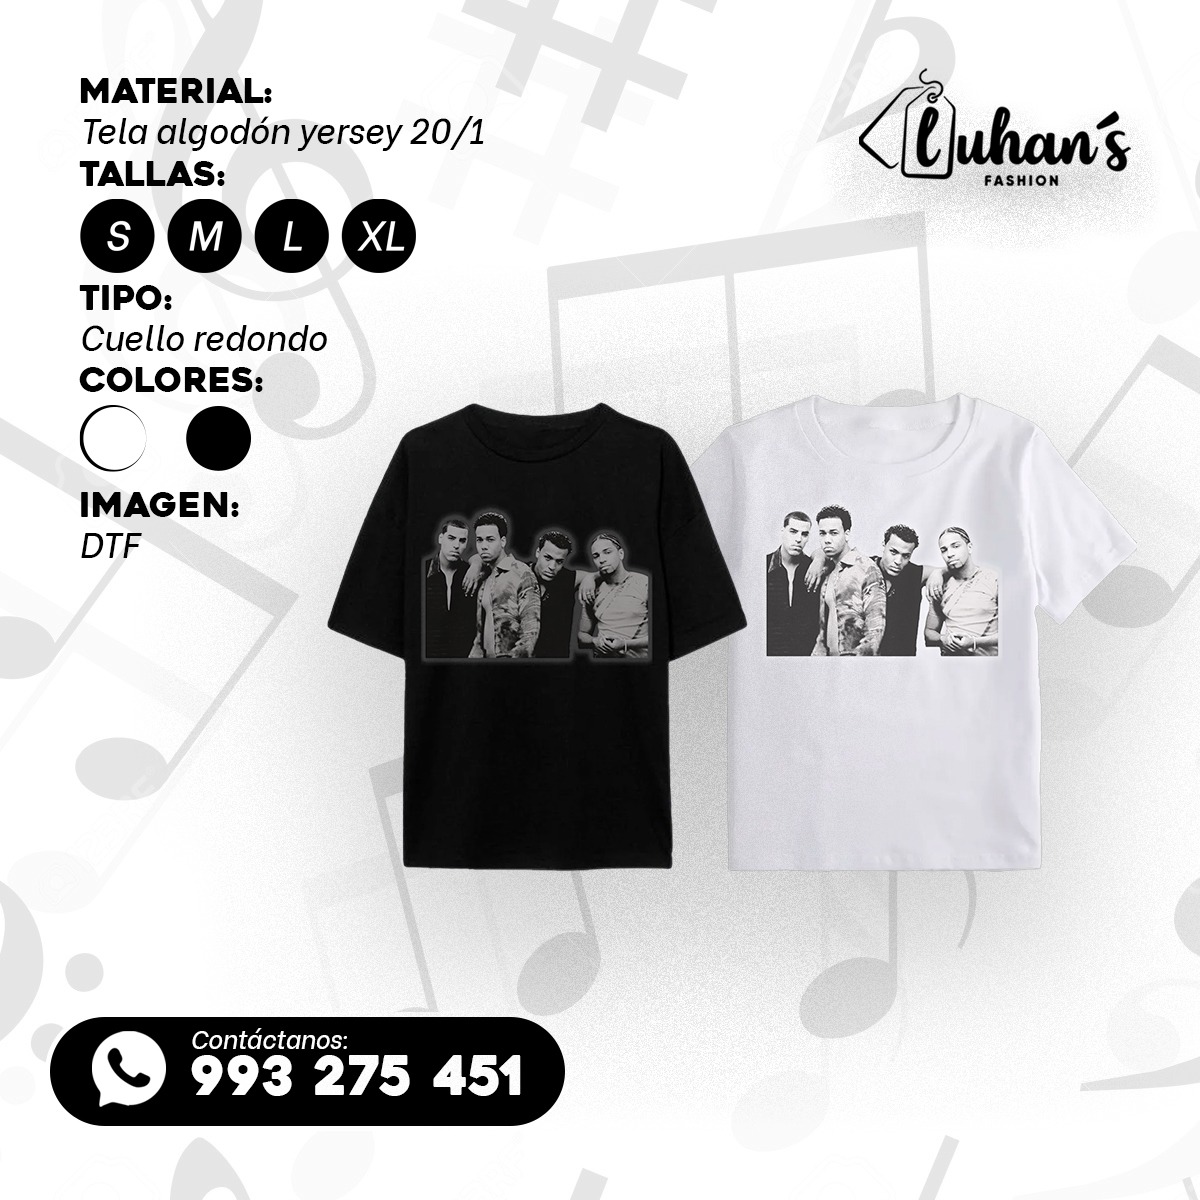 MATERIAL:
Tela algodón yersey 20/1
TALLAS:
S M L XL
TIPO:
Cuello redondo
COLORES:
IMAGEN:
DTF
Luhan´s
FASHION
Contáctanos:
993 275 451